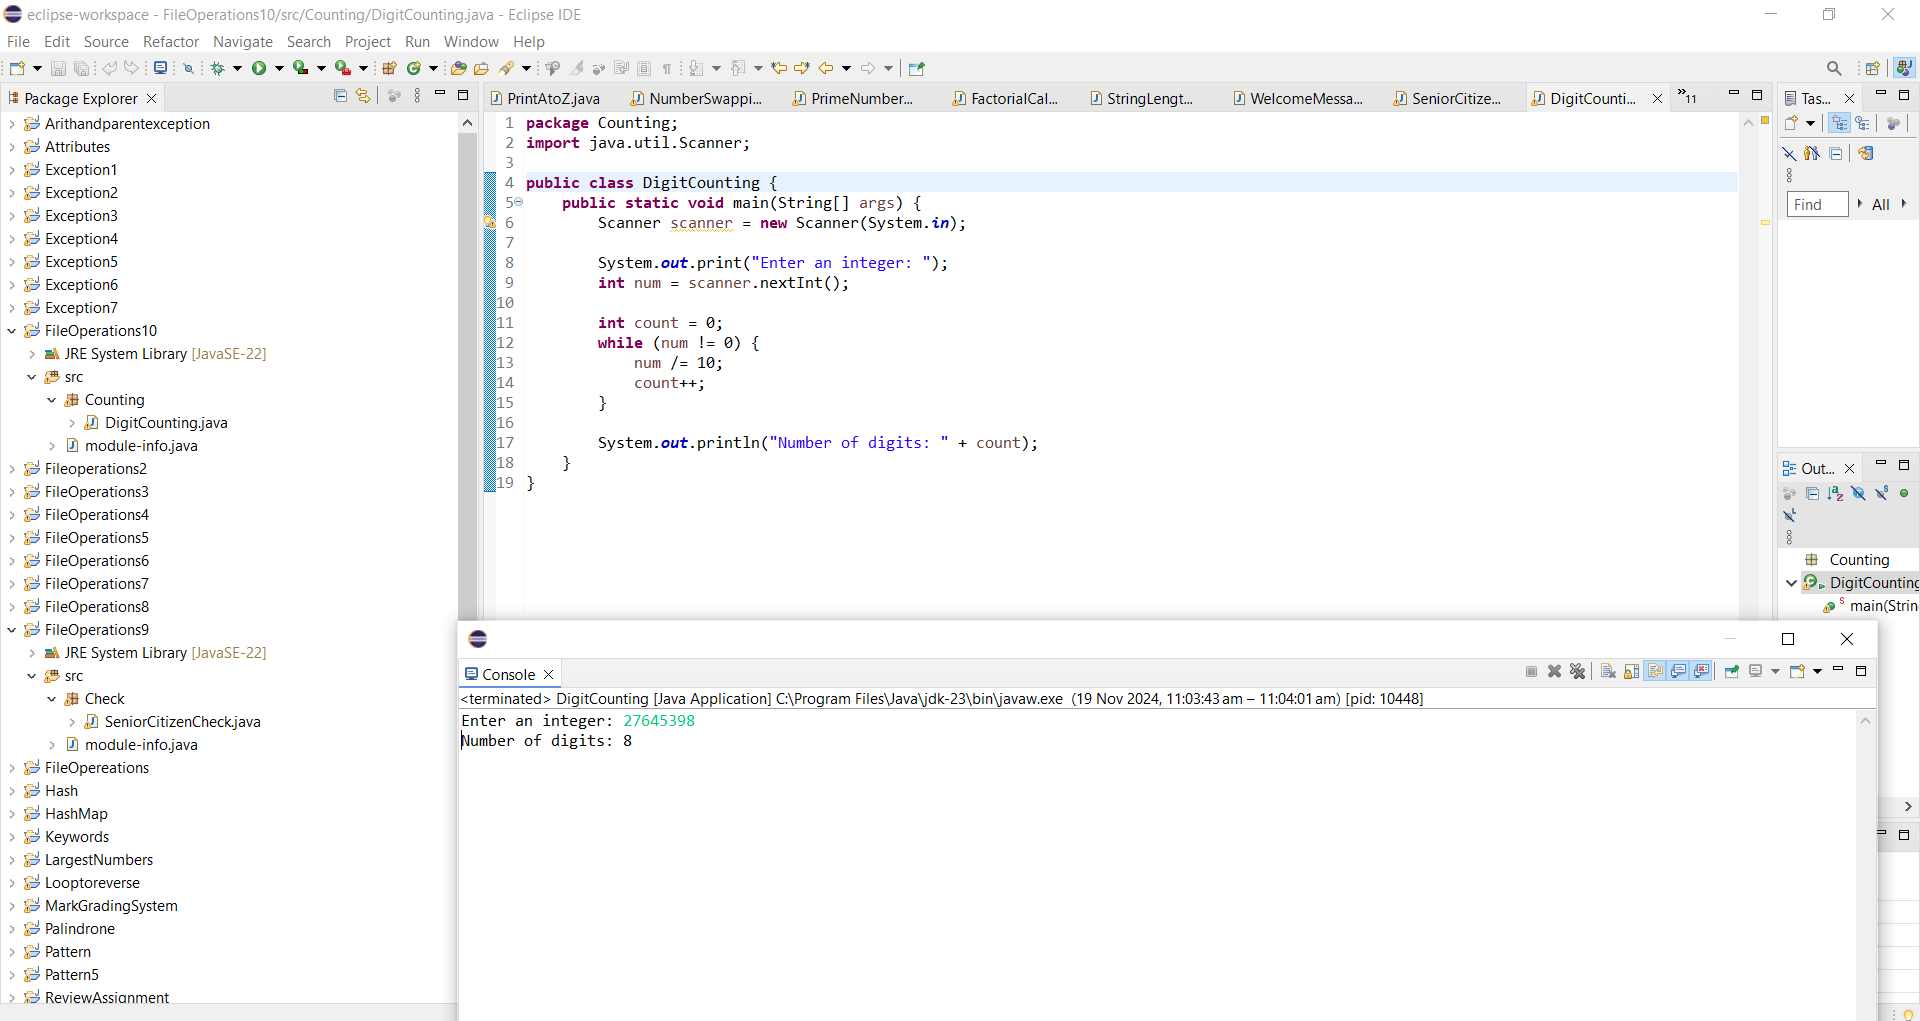 eclipse-workspace - FileOperations10/src/Counting/DigitCounting.java - Eclipse IDE
File Edit Source Refactor Navigate Search Project Run Window Help
Package Explorer
Arithandparentexception
Attributes
Exception1
Exception2
Exception3
Exception4
Exception5
Exception6
Exception7
FileOperations10
JRE System Library [JavaSE-22]
src
Counting
DigitCounting.java
module-info.java
Fileoperations2
FileOperations3
FileOperations4
FileOperations5
FileOperations6
FileOperations7
FileOperations8
FileOperations9
JRE System Library [JavaSE-22]
src
Check
SeniorCitizenCheck.java
module-info.java
FileOpereations
Hash
HashMap
Keywords
LargestNumbers
Looptoreverse
MarkGradingSystem
Palindrone
Pattern
Pattern5
ReviewAssignment
PrintAtoZ.java NumberSwappi... PrimeNumber... FactorialCal... StringLengt... WelcomeMessa... SeniorCitize... DigitCounti... »11
1 package Counting;
2 import java.util.Scanner;
3
4 public class DigitCounting {
5 public static void main(String[] args) {
6 Scanner scanner = new Scanner(System.in);
7
8 System.out.print("Enter an integer: ");
9 int num = scanner.nextInt();
10
11 int count = 0;
12 while (num != 0) {
13 num /= 10;
14 count++;
15 }
16
17 System.out.println("Number of digits: " + count);
18 }
19 }
Tas...
Find All
Out...
Counting
DigitCounting
main(Strin
Console
<terminated> DigitCounting [Java Application] C:\Program Files\Java\jdk-23\bin\javaw.exe (19 Nov 2024, 11:03:43 am – 11:04:01 am) [pid: 10448]
Enter an integer: 27645398
Number of digits: 8